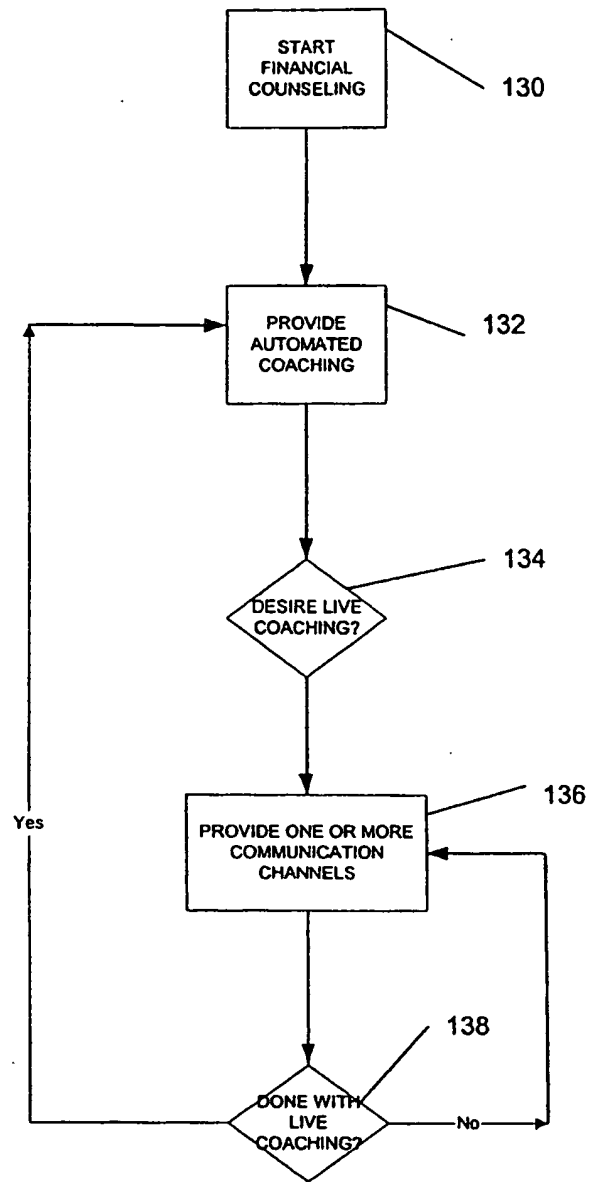 START
FINANCIAL
COUNSELING
130
PROVIDE
AUTOMATED
COACHING
132
134
DESIRE LIVE
COACHING?
136
PROVIDE ONE OR MORE
COMMUNICATION
CHANNELS
Yes
138
DONE WITH
LIVE
COACHING?
No